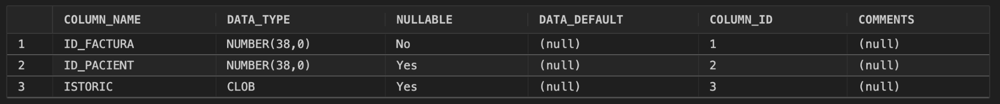 COLUMN_NAME DATA_TYPE NULLABLE DATA_DEFAULT COLUMN_ID COMMENTS
1 ID_FACTURA NUMBER(38,0) No (null) 1 (null)
2 ID_PACIENT NUMBER(38,0) Yes (null) 2 (null)
3 ISTORIC CLOB Yes (null) 3 (null)